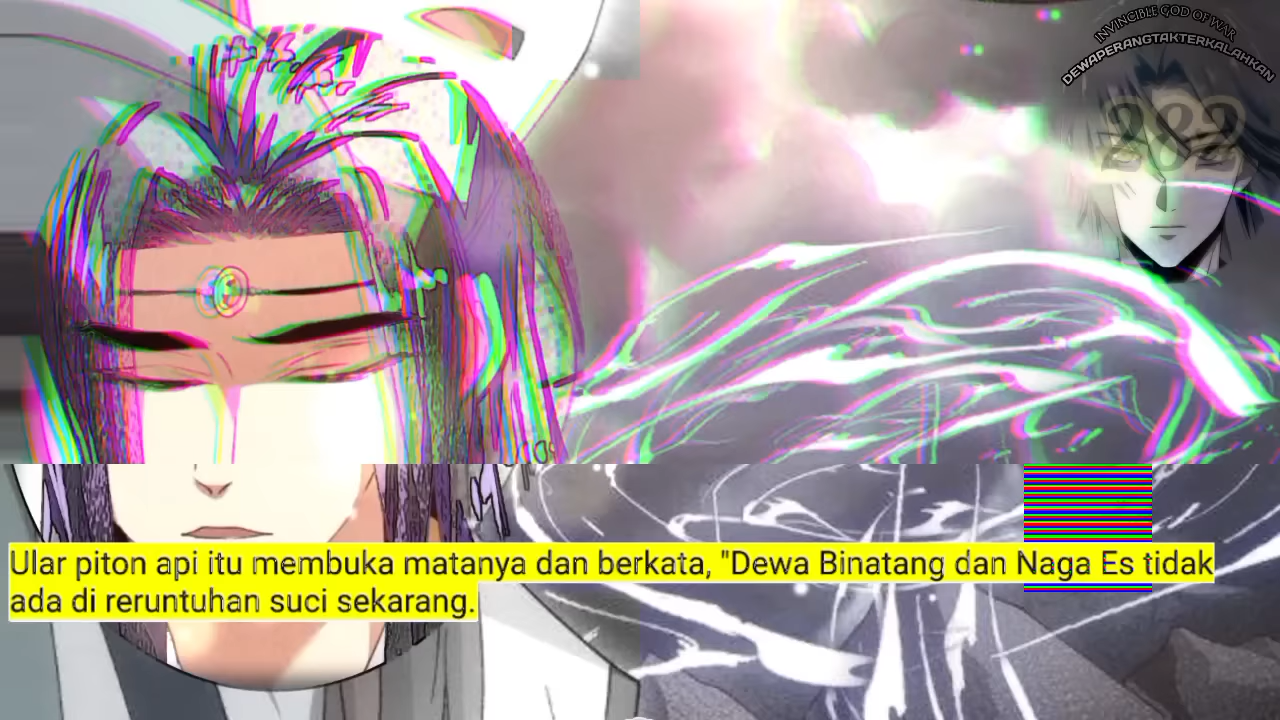 INVINCIBLE GOD OF WAR
DEWAPERANGTAKTERKALAHKAN
282
Ular piton api itu membuka matanya dan berkata, "Dewa Binatang dan Naga Es tidak
ada di reruntuhan suci sekarang.